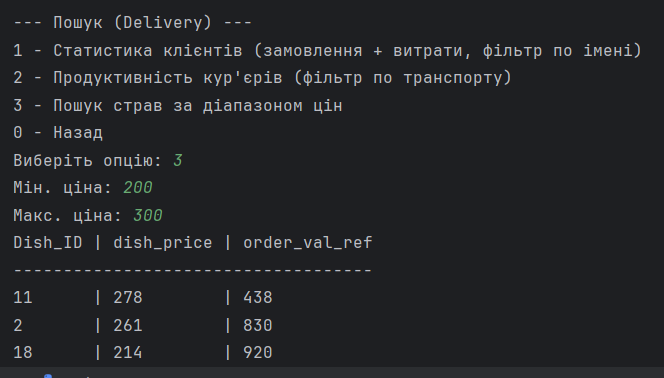 --- Пошук (Delivery) ---
1 - Статистика клієнтів (замовлення + витрати, фільтр по імені)
2 - Продуктивність кур'єрів (фільтр по транспорту)
3 - Пошук страв за діапазоном цін
0 - Назад
Виберіть опцію: 3
Мін. ціна: 200
Макс. ціна: 300
Dish_ID | dish_price | order_val_ref
------------------------------------
11      | 278        | 438
2       | 261        | 830
18      | 214        | 920